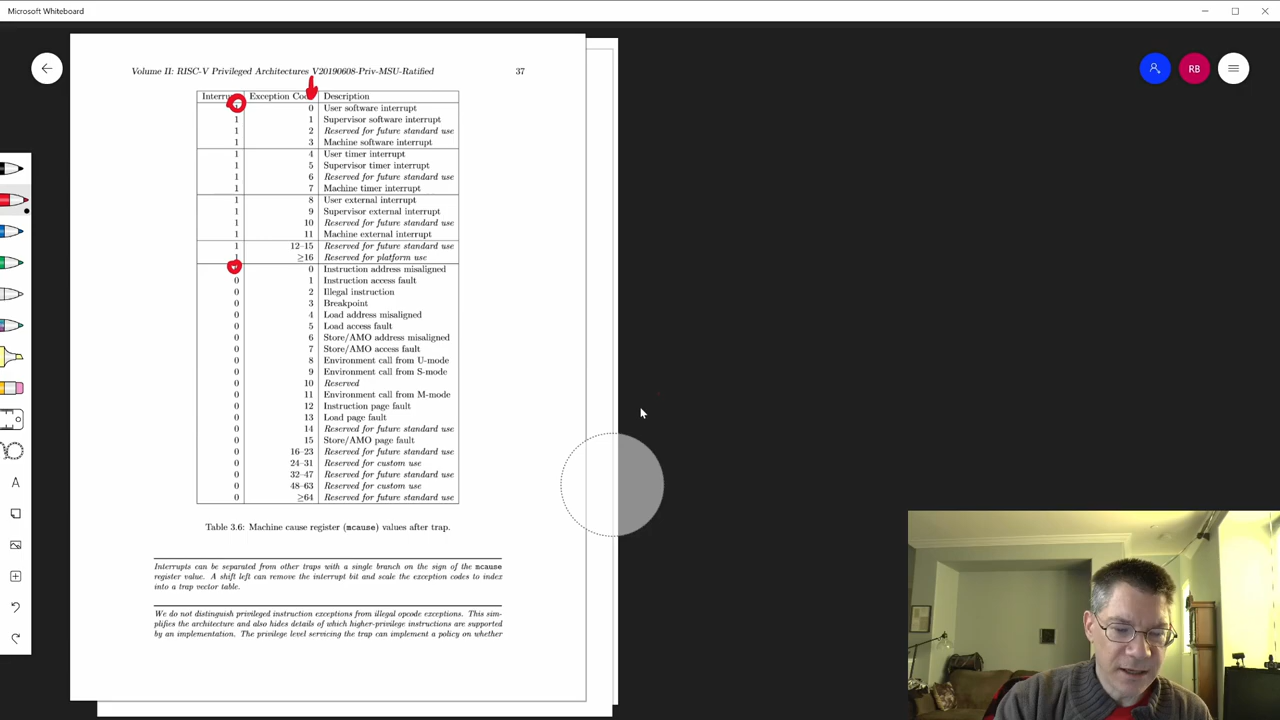 Microsoft Whiteboard
RB
Volume II: RISC-V Privileged Architectures V20190608-Priv-MSU-Ratified 37
Exception Description
0 User software interrupt
1 1 Supervisor software interrupt
1 2 Reserved for future standard use
1 3 Machine software interrupt
1 4 User timer interrupt
1 5 Supervisor timer interrupt
1 6 Reserved for future standard use
1 7 Machine timer interrupt
1 8 User external interrupt
1 9 Supervisor external interrupt
1 10 Reserved for future standard use
1 11 Machine external interrupt
1 12–15 Reserved for future standard use
1 ≥16 Reserved for platform use
0 Instruction address misaligned
0 1 Instruction access fault
0 2 Illegal instruction
0 3 Breakpoint
0 4 Load address misaligned
0 5 Load access fault
0 6 Store/AMO address misaligned
0 7 Store/AMO access fault
0 8 Environment call from U-mode
0 9 Environment call from S-mode
0 10 Reserved
0 11 Environment call from M-mode
0 12 Instruction page fault
0 13 Load page fault
0 14 Reserved for future standard use
0 15 Store/AMO page fault
0 16–23 Reserved for future standard use
0 24–31 Reserved for custom use
0 32–47 Reserved for future standard use
0 48–63 Reserved for custom use
0 ≥64 Reserved for future standard use
Table 3.6: Machine cause register (mcause) values after trap.
Interrupts can be separated from other traps with a single branch on the sign of the mcause
register value. A shift left can remove the interrupt bit and scale the exception codes to index
into a trap vector table.
We do not distinguish privileged instruction exceptions from illegal opcode exceptions. This sim-
plifies the architecture and also hides details of which higher-privilege instructions are supported
by an implementation. The privilege level servicing the trap can implement a policy on whether
A